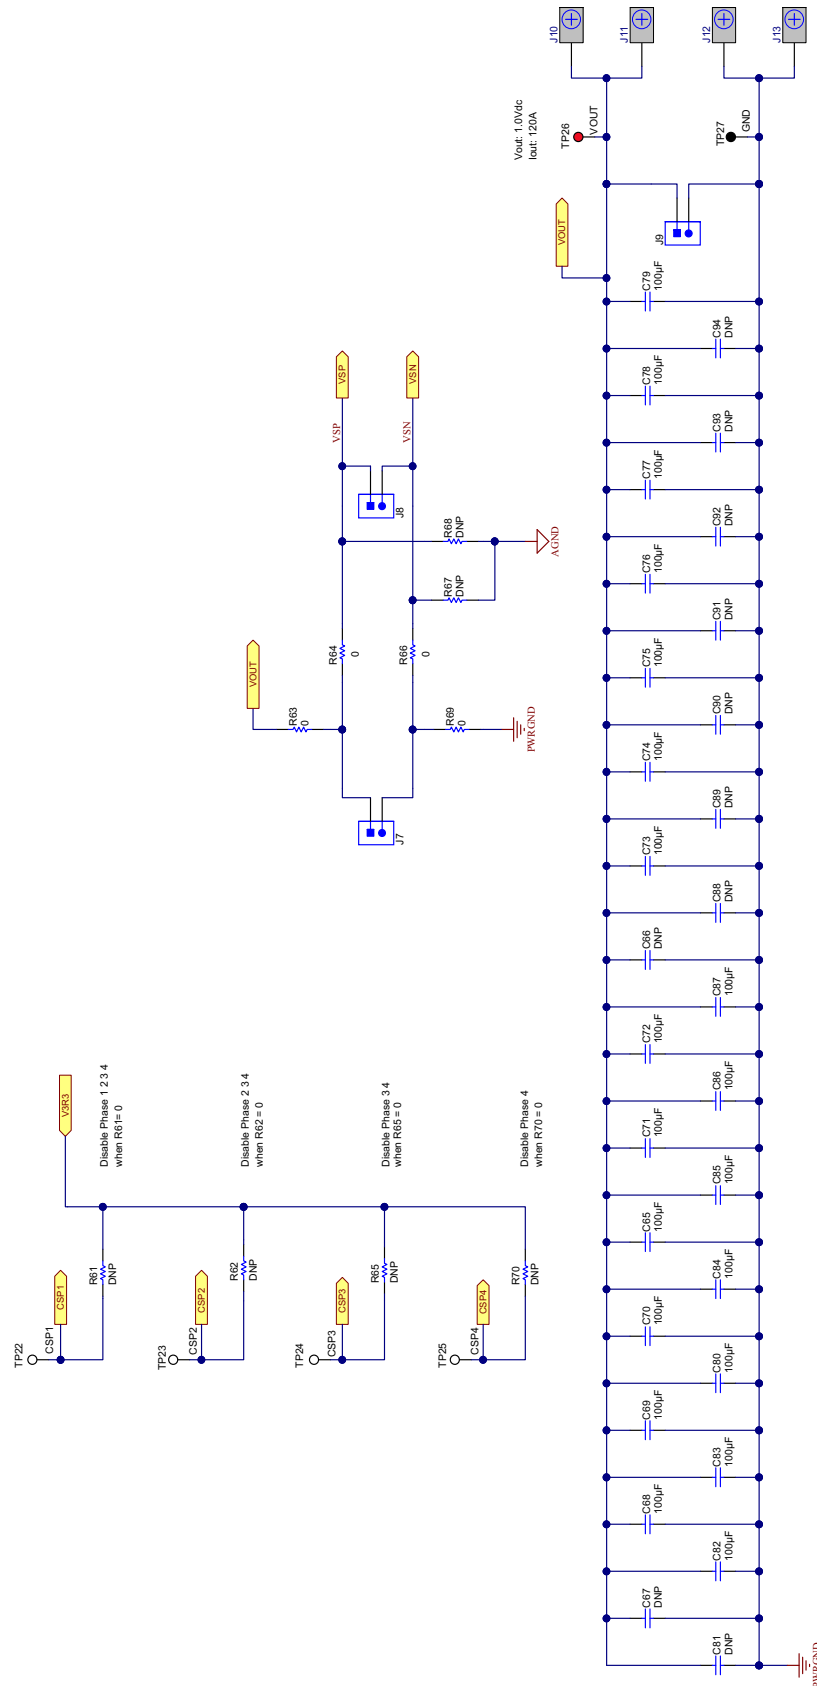 J10
J11
J12
J13
Vout: 1.0Vdc
Iout: 120A
TP26
VOUT
TP27
GND
VOUT
J9
C79
100µF
C94
DNP
C78
100µF
C93
DNP
C77
100µF
C92
DNP
C76
100µF
C91
DNP
C75
100µF
C90
DNP
C74
100µF
C89
DNP
C73
100µF
C88
DNP
C66
DNP
C87
100µF
C72
100µF
C86
100µF
C71
100µF
C85
100µF
C65
100µF
C84
100µF
C70
100µF
C80
100µF
C69
100µF
C83
100µF
C68
100µF
C82
100µF
C67
DNP
C81
DNP
PWRGND
VSP
VSN
VSP
VSN
J8
R68
DNP
R67
DNP
AGND
R64
0
R66
0
VOUT
R63
0
R69
0
PWRGND
J7
V3R3
Disable Phase 1 2 3 4
when R61= 0
Disable Phase 2 3 4
when R62 = 0
Disable Phase 3 4
when R65 = 0
Disable Phase 4
when R70 = 0
R61
DNP
R62
DNP
R65
DNP
R70
DNP
CSP1
CSP2
CSP3
CSP4
TP22
CSP1
TP23
CSP2
TP24
CSP3
TP25
CSP4